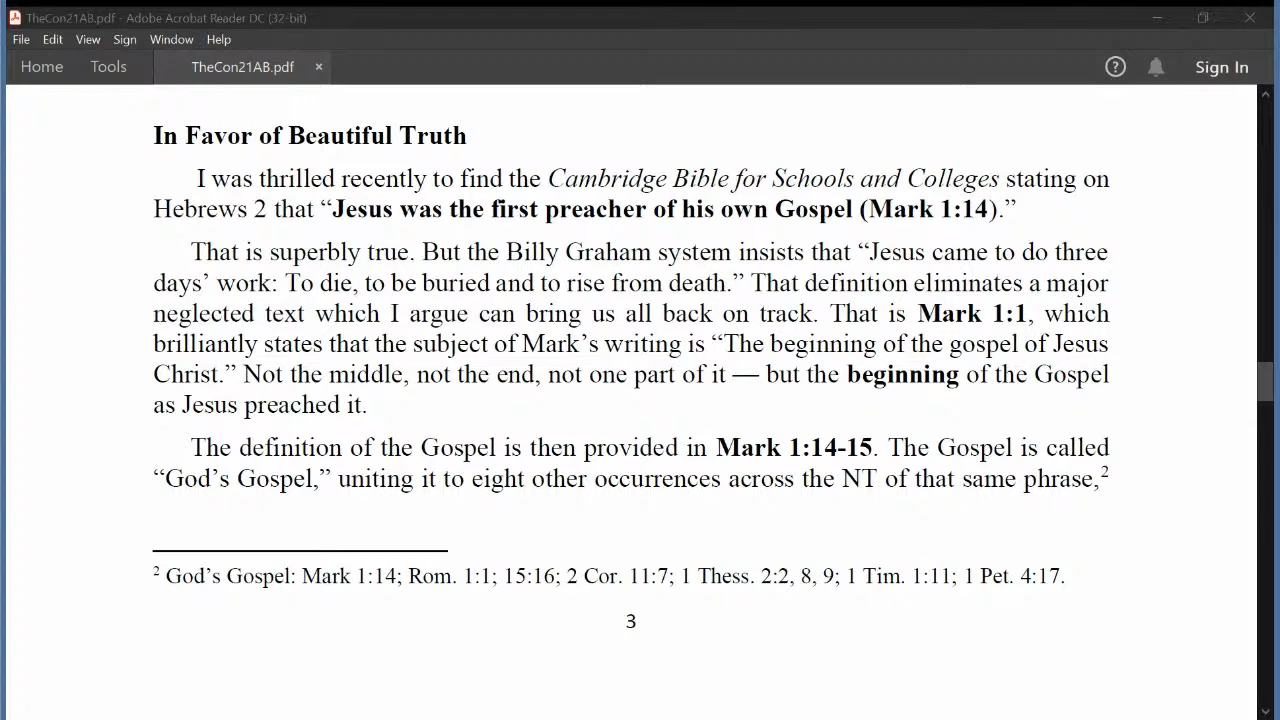 TheCon21AB.pdf - Adobe Acrobat Reader DC (32-bit)
File Edit View Sign Window Help
Home Tools TheCon21AB.pdf × Sign In
In Favor of Beautiful Truth
I was thrilled recently to find the Cambridge Bible for Schools and Colleges stating on
Hebrews 2 that “Jesus was the first preacher of his own Gospel (Mark 1:14).”
That is superbly true. But the Billy Graham system insists that “Jesus came to do three
days’ work: To die, to be buried and to rise from death.” That definition eliminates a major
neglected text which I argue can bring us all back on track. That is Mark 1:1, which
brilliantly states that the subject of Mark’s writing is “The beginning of the gospel of Jesus
Christ.” Not the middle, not the end, not one part of it — but the beginning of the Gospel
as Jesus preached it.
The definition of the Gospel is then provided in Mark 1:14-15. The Gospel is called
“God’s Gospel,” uniting it to eight other occurrences across the NT of that same phrase,²
² God’s Gospel: Mark 1:14; Rom. 1:1; 15:16; 2 Cor. 11:7; 1 Thess. 2:2, 8, 9; 1 Tim. 1:11; 1 Pet. 4:17.
3